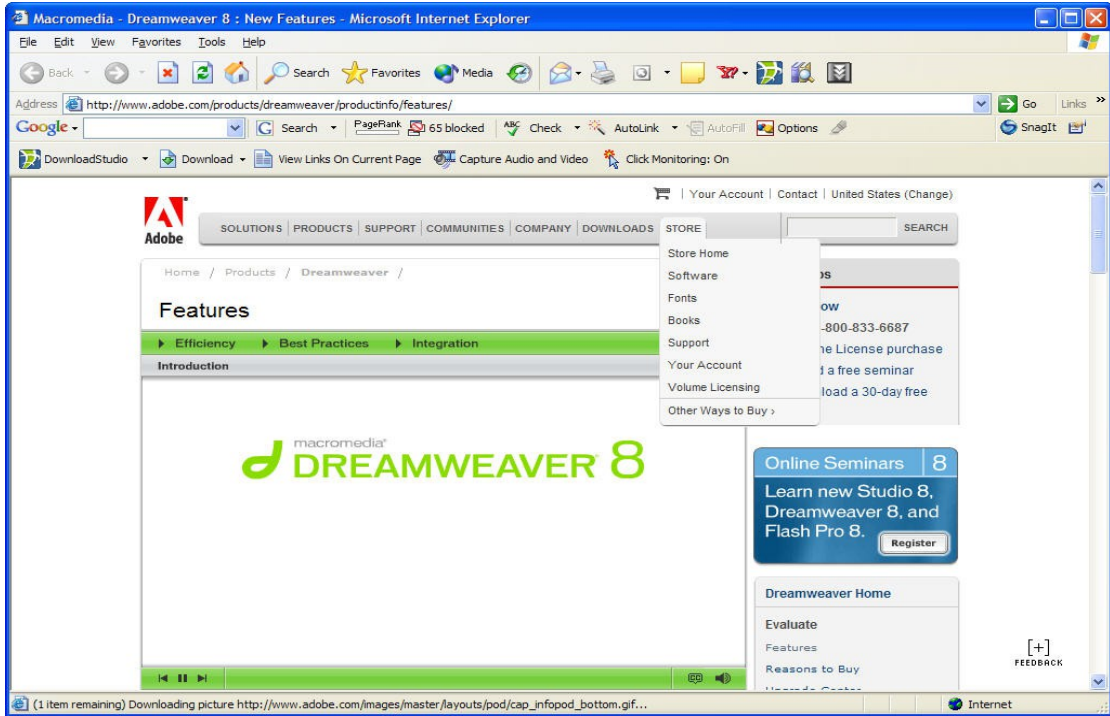 Macromedia - Dreamweaver 8 : New Features - Microsoft Internet Explorer
File Edit View Favorites Tools Help
Back Search Favorites Media
Address http://www.adobe.com/products/dreamweaver/productinfo/features/ Go Links »
Google Search PageRank 65 blocked ABC Check AutoLink AutoFill Options SnagIt
DownloadStudio Download View Links On Current Page Capture Audio and Video Click Monitoring: On
Your Account | Contact | United States (Change)
Adobe
SOLUTIONS | PRODUCTS | SUPPORT | COMMUNITIES | COMPANY | DOWNLOADS STORE SEARCH
Home / Products / Dreamweaver /
Features
Efficiency Best Practices Integration
Introduction
Store Home
Software
Fonts
Books
Support
Your Account
Volume Licensing
Other Ways to Buy ›
ow
-800-833-6687
e License purchase
a free seminar
load a 30-day free
macromedia
DREAMWEAVER 8
Online Seminars 8
Learn new Studio 8,
Dreamweaver 8, and
Flash Pro 8.
Register
Dreamweaver Home
Evaluate
Features
Reasons to Buy
[+]
FEEDBACK
(1 item remaining) Downloading picture http://www.adobe.com/images/master/layouts/pod/cap_infopod_bottom.gif... Internet